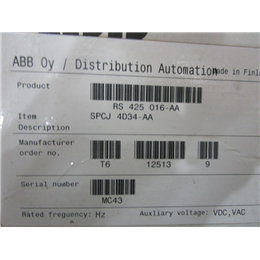 ABB Oy / Distribution Automation
Made in Finl
Product
RS 425 016-AA
Item SPCJ 4D34-AA
Description
Manufacturer
order no.
T6 12513 9
Serial number
MC43
Rated frequency: Hz Auxiliary voltage: VDC,VAC